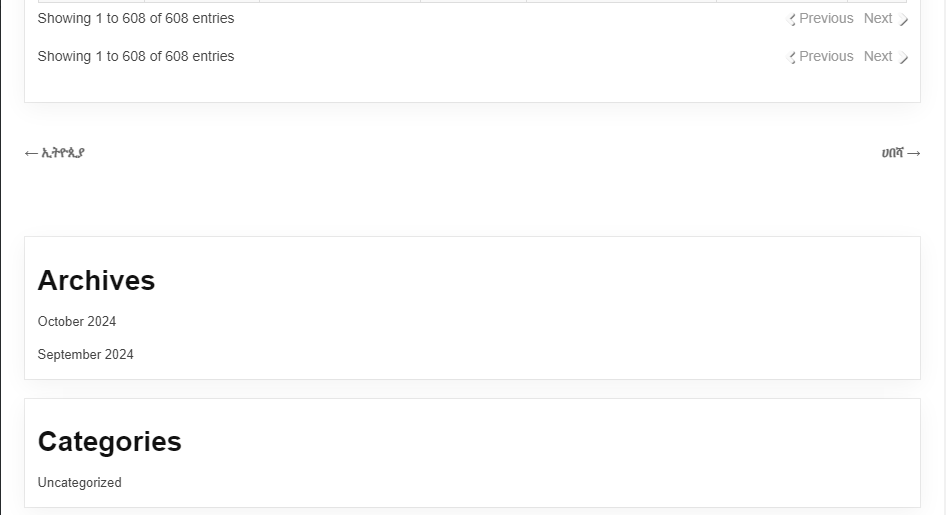 Showing 1 to 608 of 608 entries Previous Next
Showing 1 to 608 of 608 entries Previous Next
← ኢትዮጲያ ሀበሻ →
Archives
October 2024
September 2024
Categories
Uncategorized